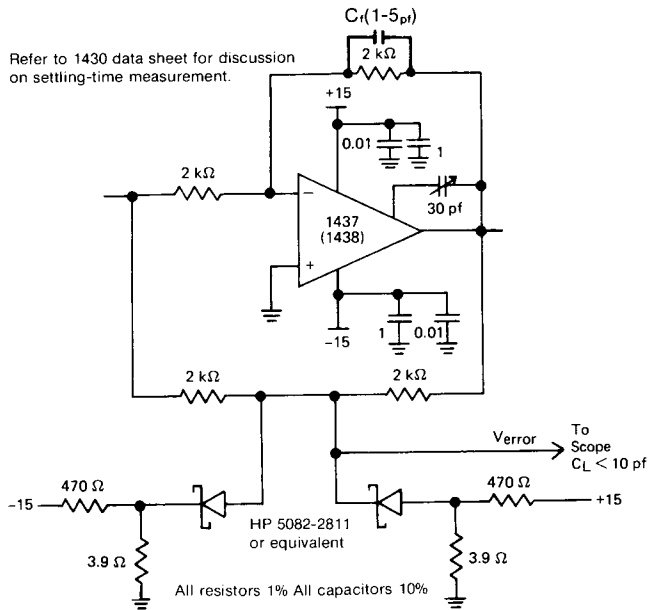 Cf(1-5pf)
Refer to 1430 data sheet for discussion
on settling-time measurement.
2 kΩ
+15
0.01
1
2 kΩ
−
30 pf
1437
(1438)
+
1
0.01
−15
2 kΩ
2 kΩ
Verror
To
Scope
CL < 10 pf
470 Ω
470 Ω
−15
+15
HP 5082-2811
or equivalent
3.9 Ω
3.9 Ω
All resistors 1% All capacitors 10%